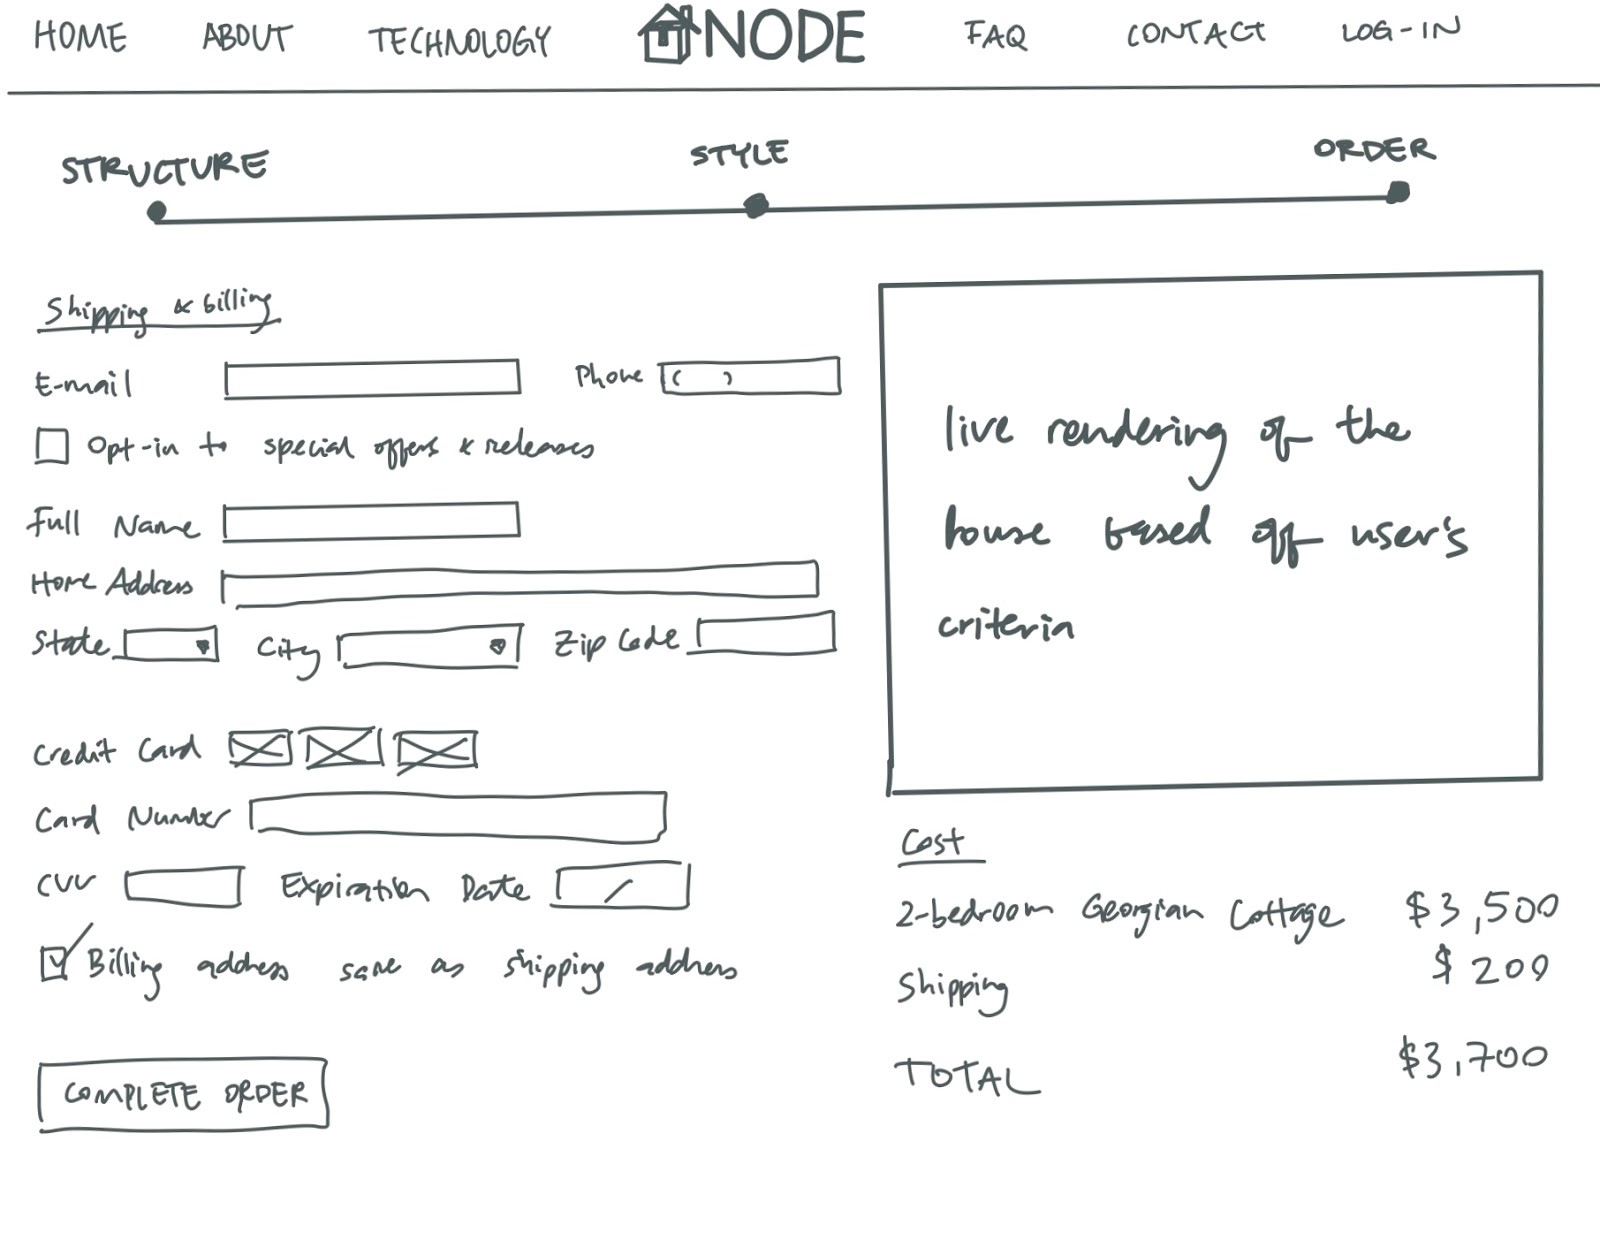 HOME ABOUT TECHNOLOGY NODE FAQ CONTACT LOG-IN
STRUCTURE STYLE ORDER
Shipping & billing
E-mail Phone ( )
Opt-in to special offers & releases
Full Name
Home Address
State City Zip Code
Credit Card
Card Number
CVV Expiration Date /
Billing address same as shipping address
COMPLETE ORDER
live rendering of the
house based off user's
criteria
Cost
2-bedroom Georgian Cottage $3,500
Shipping $200
TOTAL $3,700